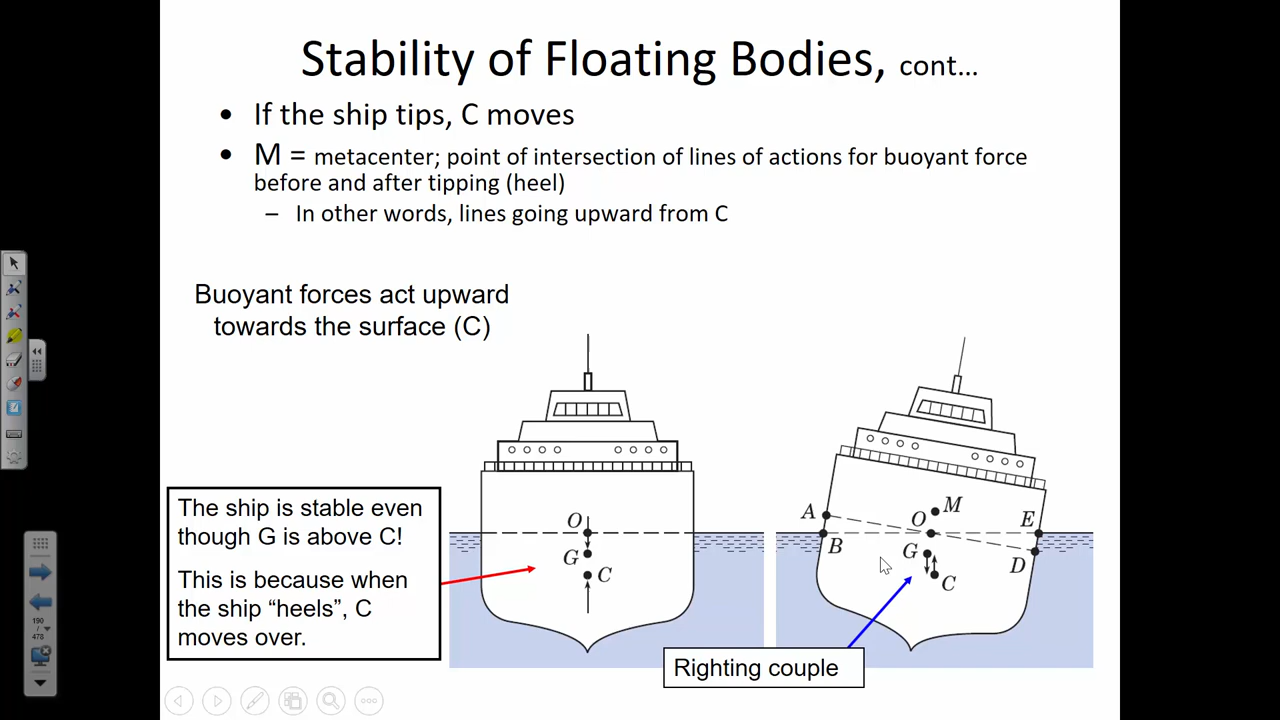 Stability of Floating Bodies, cont…
• If the ship tips, C moves
• M = metacenter; point of intersection of lines of actions for buoyant force
before and after tipping (heel)
– In other words, lines going upward from C
Buoyant forces act upward
towards the surface (C)
The ship is stable even
though G is above C!
This is because when
the ship “heels”, C
moves over.
O
G
C
A
B
O
M
G
C
E
D
Righting couple
190
/
478